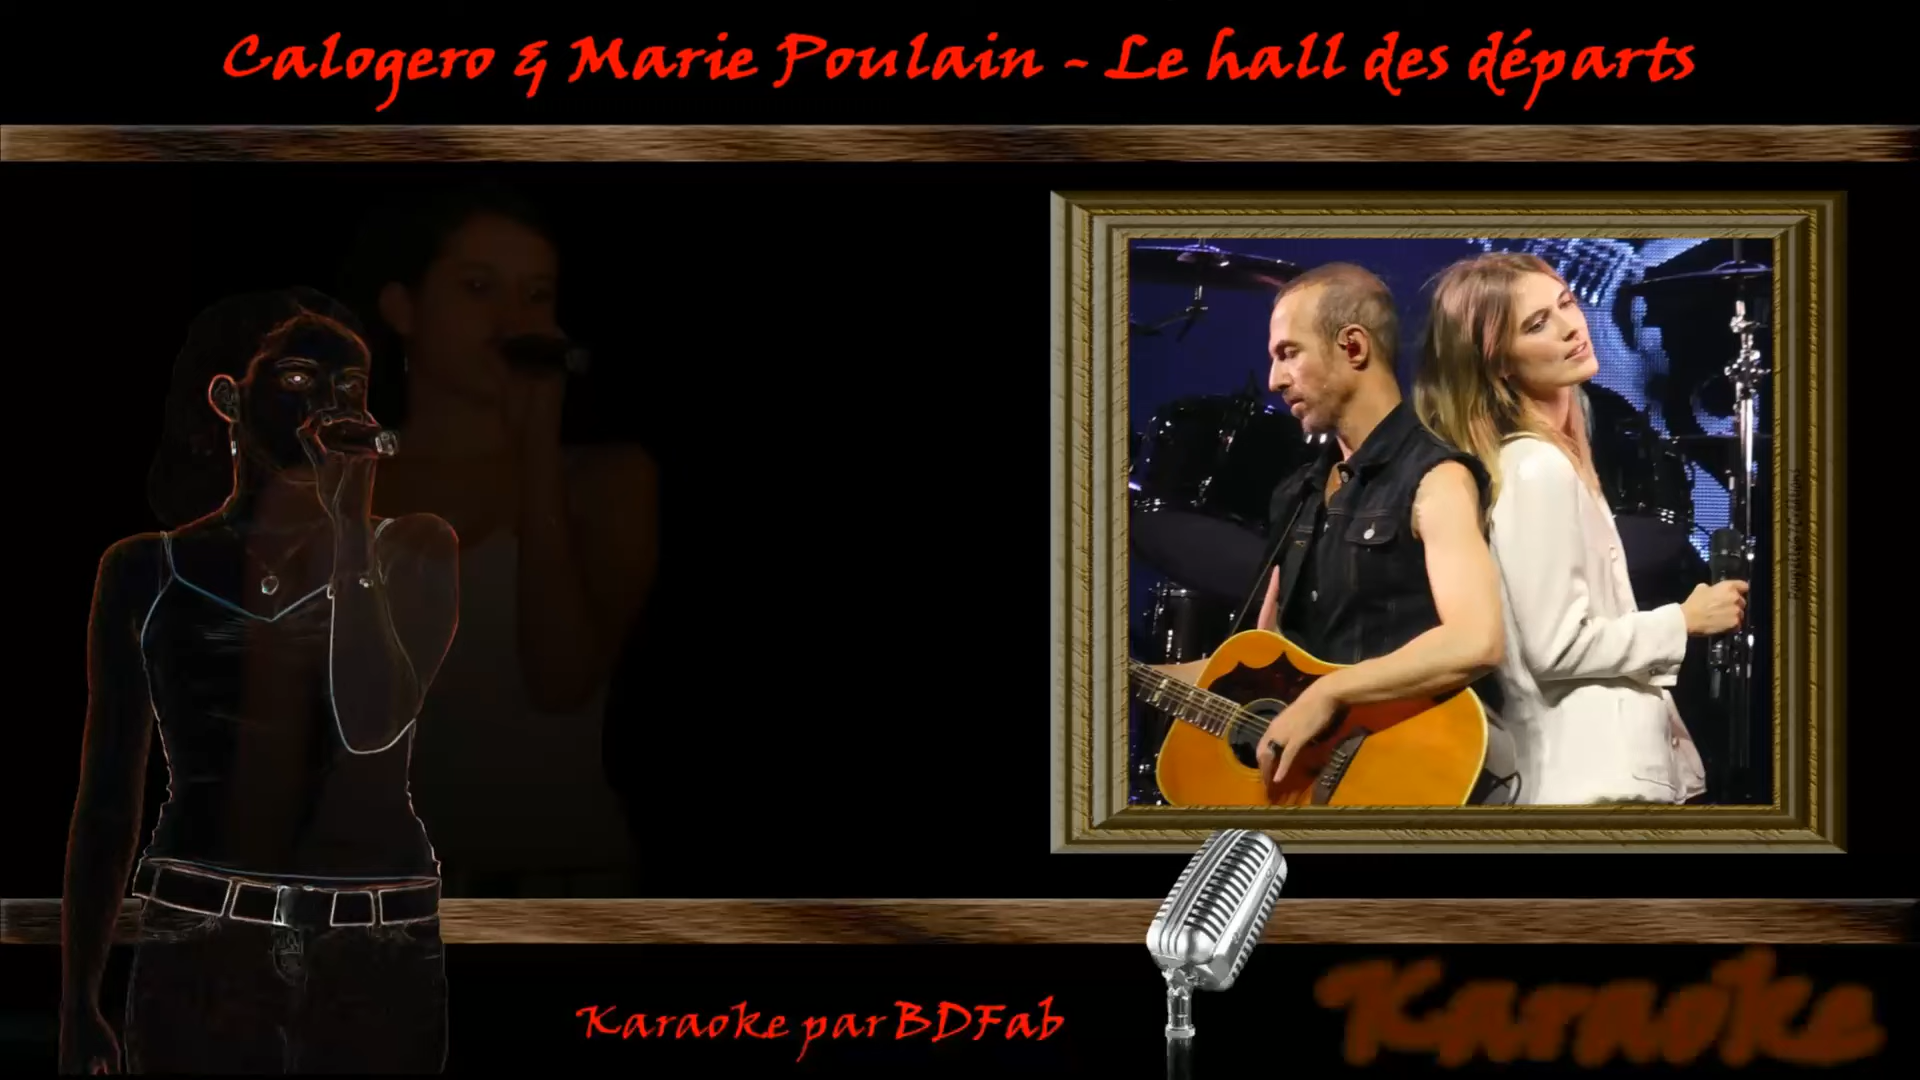 Calogero & Marie Poulain - Le hall des départs
Karaoke par BDFab
Karaoke